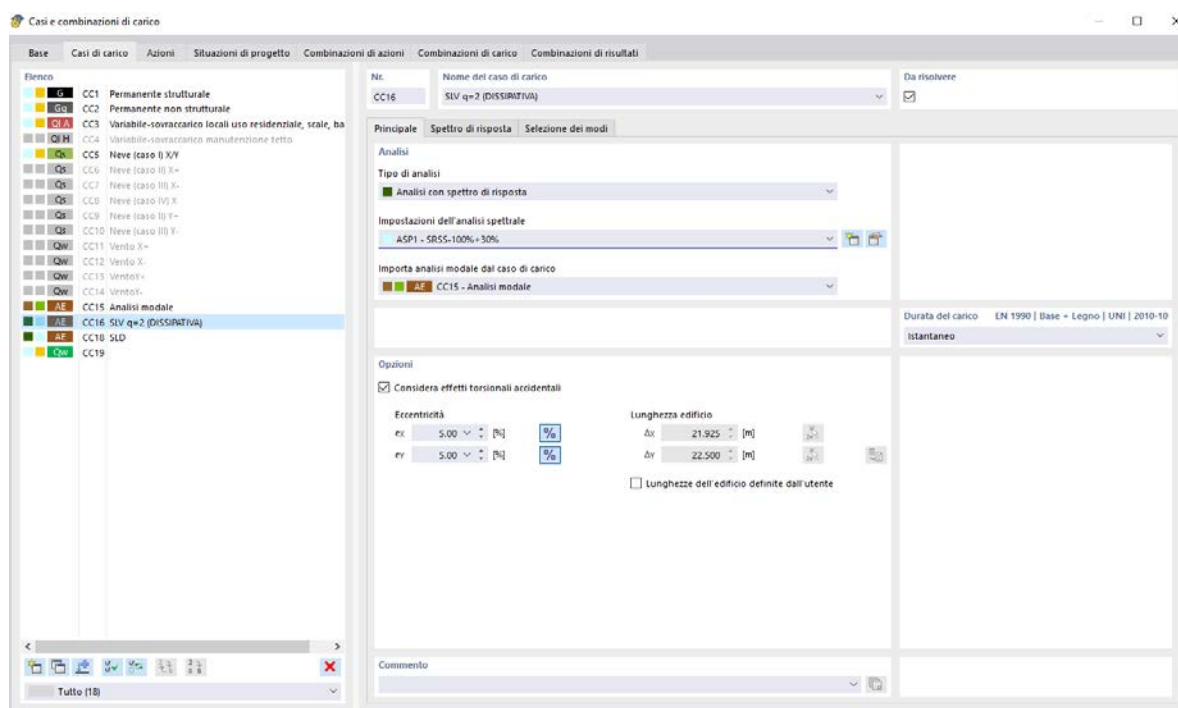 Casi e combinazioni di carico
Base Casi di carico Azioni Situazioni di progetto Combinazioni di azioni Combinazioni di carico Combinazioni di risultati
Elenco
G CC1 Permanente strutturale
Gq CC2 Permanente non strutturale
QI A CC3 Variabile-sovraccarico locali uso residenziale, scale, ba
QI H CC4 Variabile-sovraccarico manutenzione tetto
Qs CC5 Neve (caso I) X/Y
Qs CC6 Neve (caso II) X+
Qs CC7 Neve (caso III) X-
Qs CC8 Neve (caso IV) X
Qs CC9 Neve (caso II) Y+
Qs CC10 Neve (caso III) Y-
Qw CC11 Vento X+
Qw CC12 Vento X-
Qw CC13 VentoY+
Qw CC14 VentoY-
AE CC15 Analisi modale
AE CC16 SLV q=2 (DISSIPATIVA)
AE CC18 SLD
Qw CC19
Tutto (18)
Nr. Nome del caso di carico Da risolvere
CC16 SLV q=2 (DISSIPATIVA)
Principale Spettro di risposta Selezione dei modi
Analisi
Tipo di analisi
Analisi con spettro di risposta
Impostazioni dell'analisi spettrale
ASP1 - SRSS-100%+30%
Importa analisi modale dal caso di carico
AE CC15 - Analisi modale
Durata del carico EN 1990 | Base + Legno | UNI | 2010-10
Istantaneo
Opzioni
Considera effetti torsionali accidentali
Eccentricità Lunghezza edificio
ex 5.00 [%] % Δx 21.925 [m]
ey 5.00 [%] % Δy 22.500 [m]
Lunghezze dell'edificio definite dall'utente
Commento